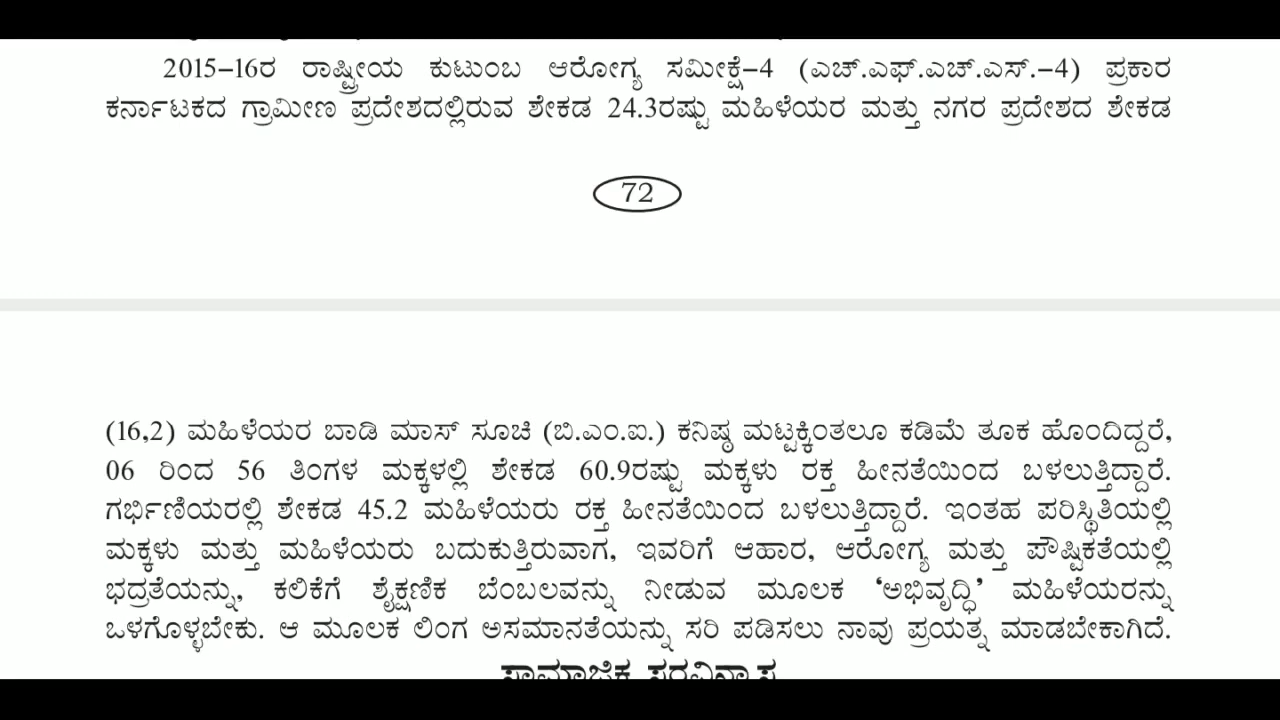 2015–16ರ ರಾಷ್ಟ್ರೀಯ ಕುಟುಂಬ ಆರೋಗ್ಯ ಸಮೀಕ್ಷೆ–4 (ಎಚ್.ಎಫ್.ಎಚ್.ಎಸ್.–4) ಪ್ರಕಾರ
ಕರ್ನಾಟಕದ ಗ್ರಾಮೀಣ ಪ್ರದೇಶದಲ್ಲಿರುವ ಶೇಕಡ 24.3ರಷ್ಟು ಮಹಿಳೆಯರ ಮತ್ತು ನಗರ ಪ್ರದೇಶದ ಶೇಕಡ
72
(16,2) ಮಹಿಳೆಯರ ಬಾಡಿ ಮಾಸ್ ಸೂಚಿ (ಬಿ.ಎಂ.ಐ.) ಕನಿಷ್ಠ ಮಟ್ಟಕ್ಕಿಂತಲೂ ಕಡಿಮೆ ತೂಕ ಹೊಂದಿದ್ದರೆ,
06 ರಿಂದ 56 ತಿಂಗಳ ಮಕ್ಕಳಲ್ಲಿ ಶೇಕಡ 60.9ರಷ್ಟು ಮಕ್ಕಳು ರಕ್ತ ಹೀನತೆಯಿಂದ ಬಳಲುತ್ತಿದ್ದಾರೆ.
ಗರ್ಭಿಣಿಯರಲ್ಲಿ ಶೇಕಡ 45.2 ಮಹಿಳೆಯರು ರಕ್ತ ಹೀನತೆಯಿಂದ ಬಳಲುತ್ತಿದ್ದಾರೆ. ಇಂತಹ ಪರಿಸ್ಥಿತಿಯಲ್ಲಿ
ಮಕ್ಕಳು ಮತ್ತು ಮಹಿಳೆಯರು ಬದುಕುತ್ತಿರುವಾಗ, ಇವರಿಗೆ ಆಹಾರ, ಆರೋಗ್ಯ ಮತ್ತು ಪೌಷ್ಟಿಕತೆಯಲ್ಲಿ
ಭದ್ರತೆಯನ್ನು, ಕಲಿಕೆಗೆ ಶೈಕ್ಷಣಿಕ ಬೆಂಬಲವನ್ನು ನೀಡುವ ಮೂಲಕ ‘ಅಭಿವೃದ್ಧಿ’ ಮಹಿಳೆಯರನ್ನು
ಒಳಗೊಳ್ಳಬೇಕು. ಆ ಮೂಲಕ ಲಿಂಗ ಅಸಮಾನತೆಯನ್ನು ಸರಿ ಪಡಿಸಲು ನಾವು ಪ್ರಯತ್ನ ಮಾಡಬೇಕಾಗಿದೆ.